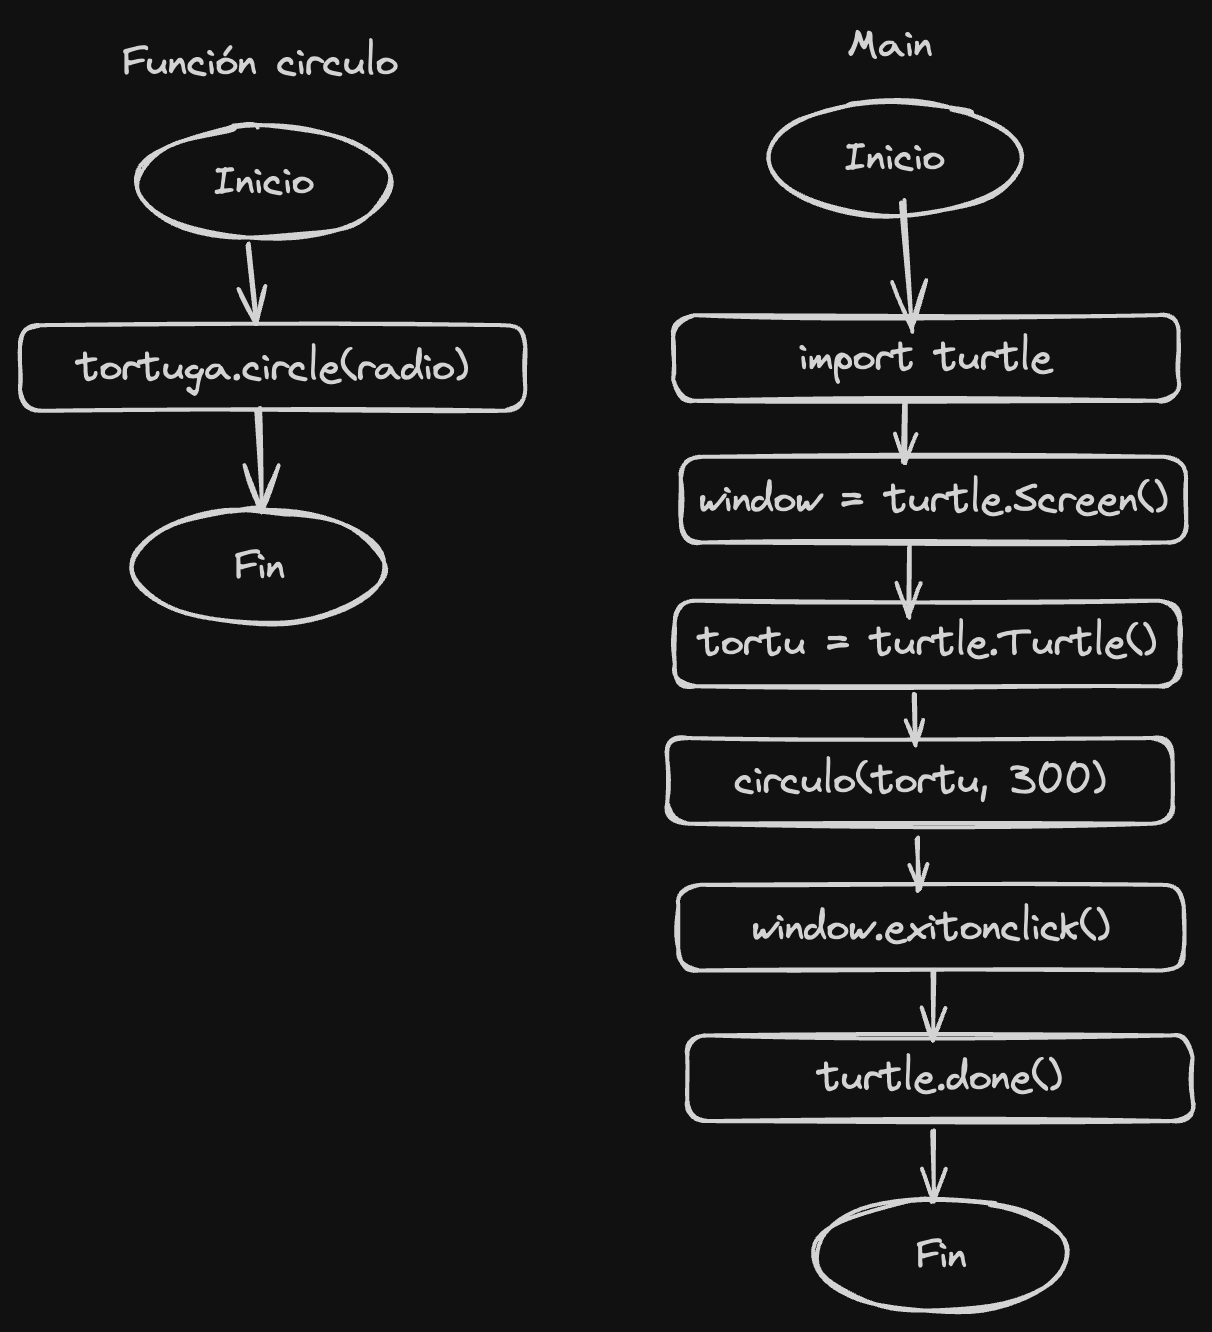 Función circulo
Inicio
tortuga.circle(radio)
Fin
Main
Inicio
import turtle
window = turtle.Screen()
tortu = turtle.Turtle()
circulo(tortu, 300)
window.exitonclick()
turtle.done()
Fin